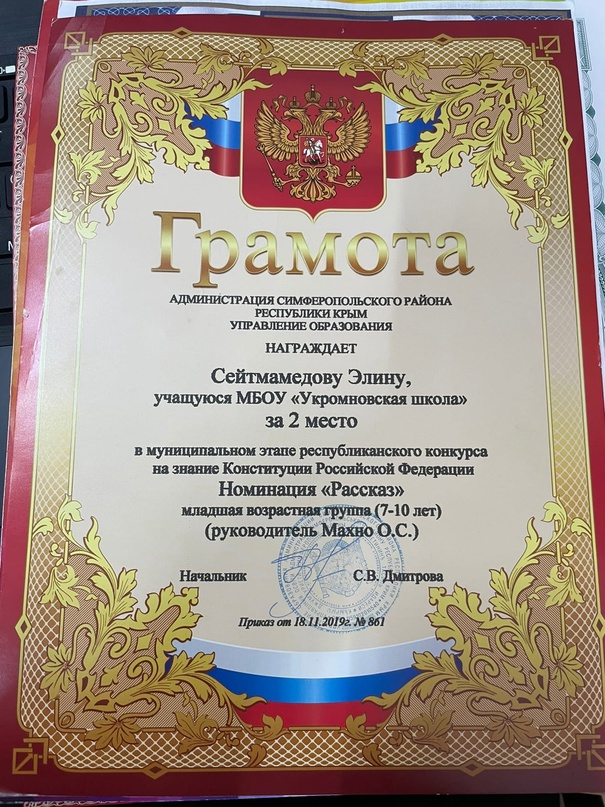 Грамота
АДМИНИСТРАЦИЯ СИМФЕРОПОЛЬСКОГО РАЙОНА
РЕСПУБЛИКИ КРЫМ
УПРАВЛЕНИЕ ОБРАЗОВАНИЯ
НАГРАЖДАЕТ
Сейтмамедову Элину,
учащуюся МБОУ «Укромновская школа»
за 2 место
в муниципальном этапе республиканского конкурса
на знание Конституции Российской Федерации
Номинация «Рассказ»
младшая возрастная группа (7-10 лет)
(руководитель Махно О.С.)
Начальник С.В. Дмитрова
Приказ от 18.11.2019г. № 861